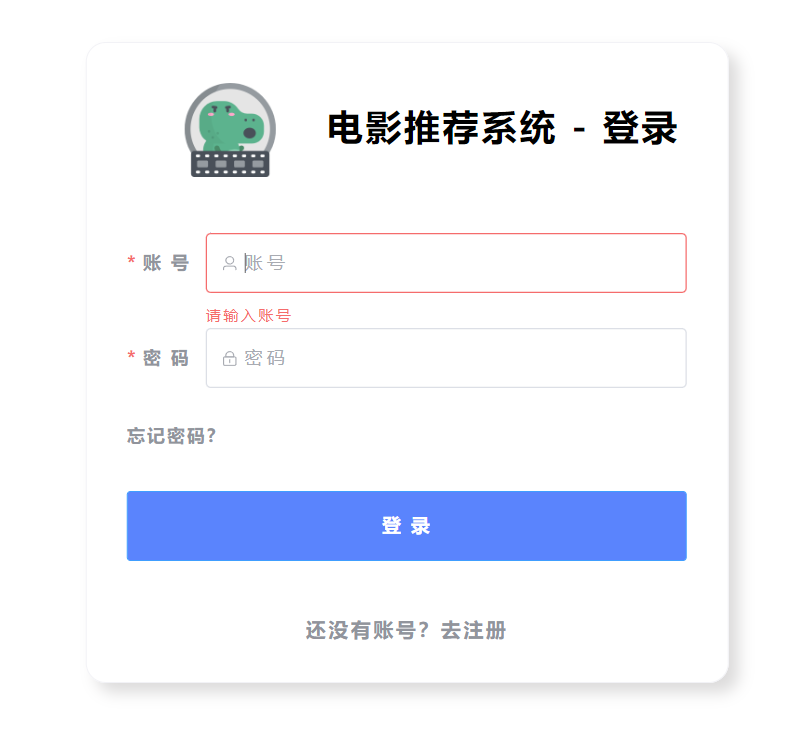 电影推荐系统 - 登录
* 账 号 账号
请输入账号
* 密 码 密码
忘记密码?
登 录
还没有账号? 去注册